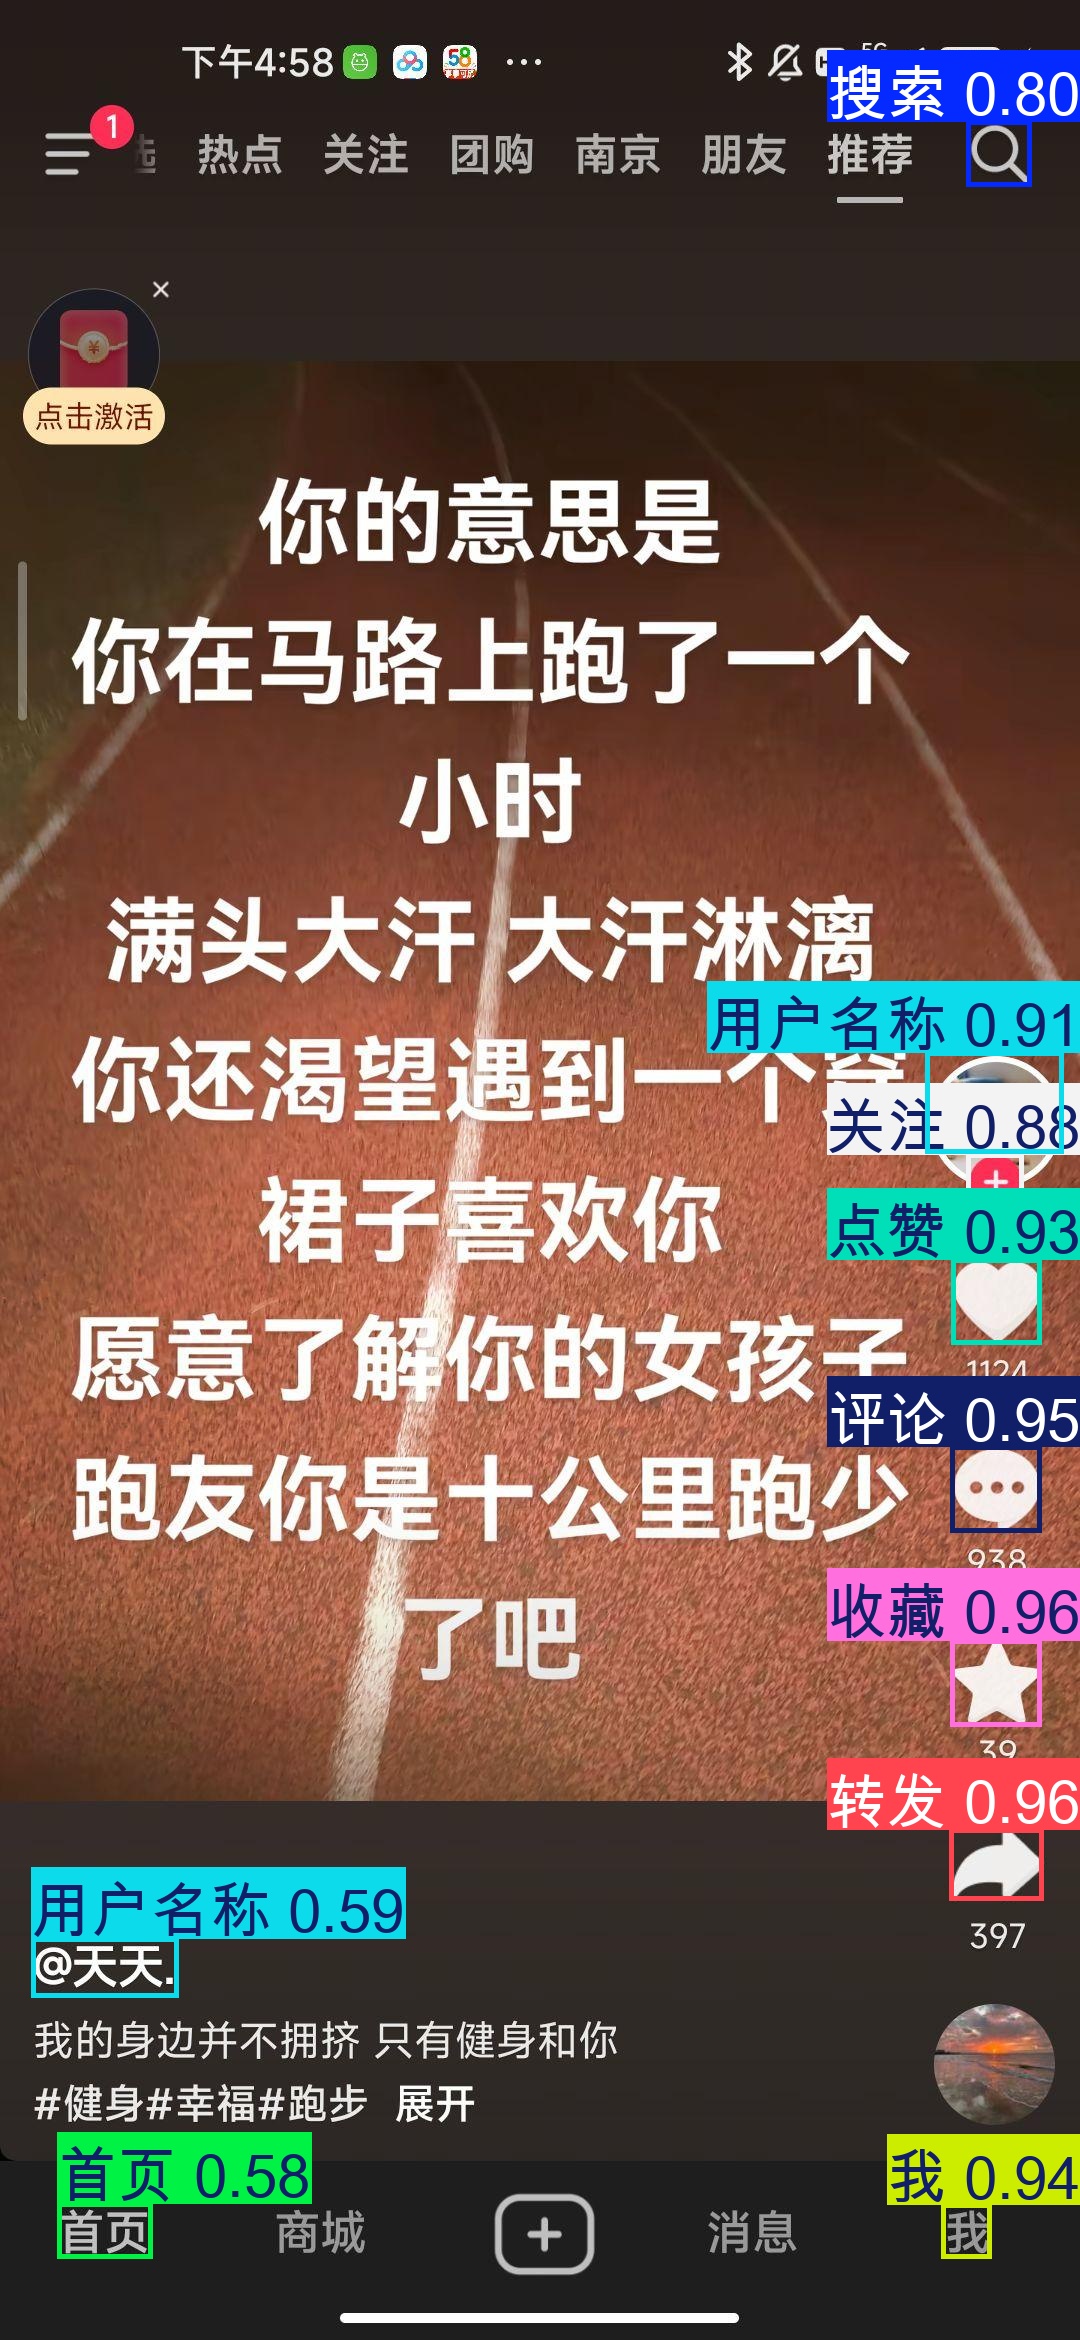 下午4:58
搜索 0.80
1
热点 关注 团购 南京 朋友 推荐
点击激活
你的意思是
你在马路上跑了一个
小时
满头大汗 大汗淋漓
用户名称 0.91
你还渴望遇到一个
关注 0.88
裙子喜欢你
点赞 0.93
愿意了解你的女孩子
1124
评论 0.95
跑友你是十公里跑少
938
收藏 0.96
了吧
39
转发 0.96
用户名称 0.59
397
@天天.
我的身边并不拥挤 只有健身和你
#健身#幸福#跑步 展开
首页 0.58
我 0.94
首页 商城 消息 我